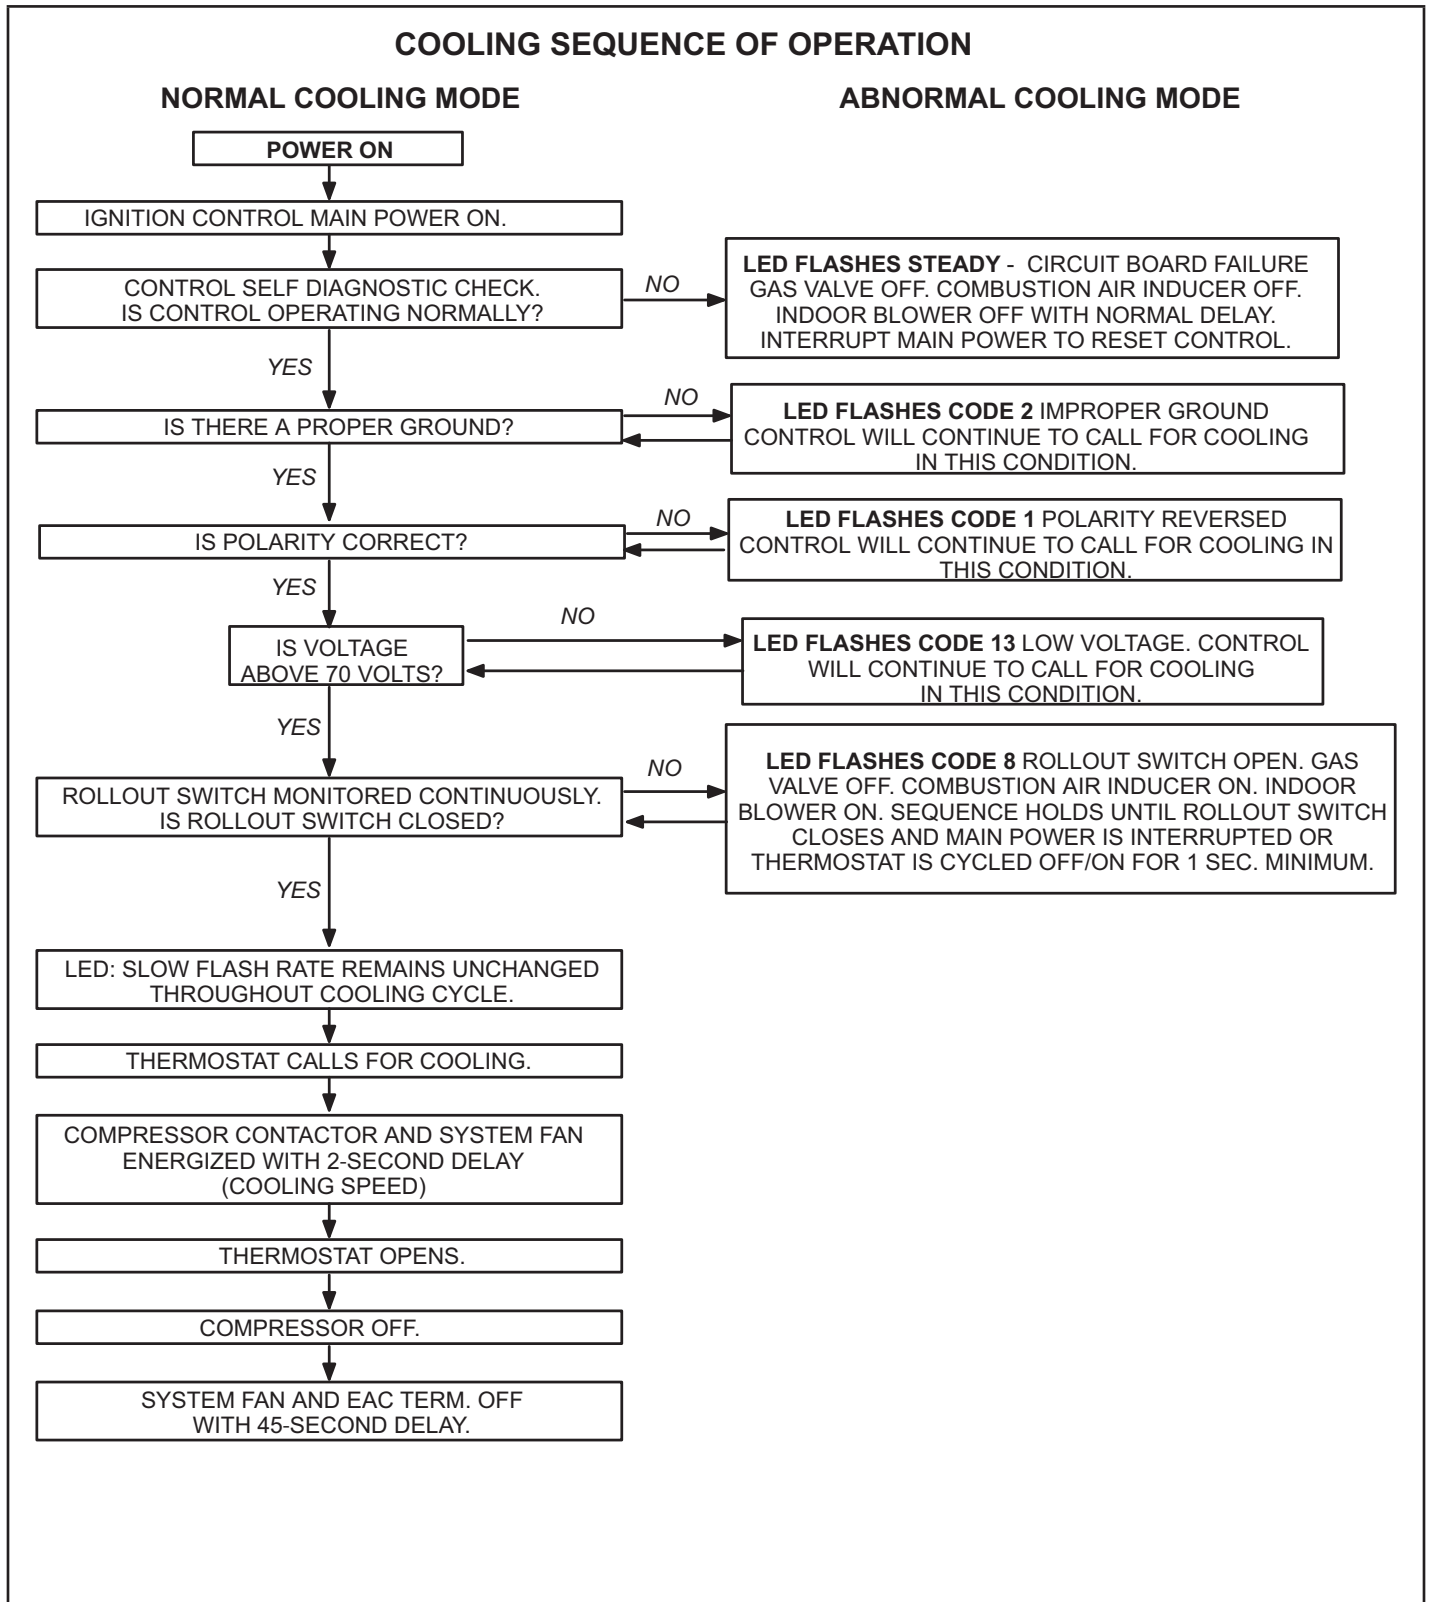 COOLING SEQUENCE OF OPERATION
NORMAL COOLING MODE
ABNORMAL COOLING MODE
POWER ON
IGNITION CONTROL MAIN POWER ON.
CONTROL SELF DIAGNOSTIC CHECK.
IS CONTROL OPERATING NORMALLY?
NO
LED FLASHES STEADY - CIRCUIT BOARD FAILURE
GAS VALVE OFF. COMBUSTION AIR INDUCER OFF.
INDOOR BLOWER OFF WITH NORMAL DELAY.
INTERRUPT MAIN POWER TO RESET CONTROL.
YES
IS THERE A PROPER GROUND?
NO
LED FLASHES CODE 2 IMPROPER GROUND
CONTROL WILL CONTINUE TO CALL FOR COOLING
IN THIS CONDITION.
YES
IS POLARITY CORRECT?
NO
LED FLASHES CODE 1 POLARITY REVERSED
CONTROL WILL CONTINUE TO CALL FOR COOLING IN
THIS CONDITION.
YES
IS VOLTAGE
ABOVE 70 VOLTS?
NO
LED FLASHES CODE 13 LOW VOLTAGE. CONTROL
WILL CONTINUE TO CALL FOR COOLING
IN THIS CONDITION.
YES
ROLLOUT SWITCH MONITORED CONTINUOUSLY.
IS ROLLOUT SWITCH CLOSED?
NO
LED FLASHES CODE 8 ROLLOUT SWITCH OPEN. GAS
VALVE OFF. COMBUSTION AIR INDUCER ON. INDOOR
BLOWER ON. SEQUENCE HOLDS UNTIL ROLLOUT SWITCH
CLOSES AND MAIN POWER IS INTERRUPTED OR
THERMOSTAT IS CYCLED OFF/ON FOR 1 SEC. MINIMUM.
YES
LED: SLOW FLASH RATE REMAINS UNCHANGED
THROUGHOUT COOLING CYCLE.
THERMOSTAT CALLS FOR COOLING.
COMPRESSOR CONTACTOR AND SYSTEM FAN
ENERGIZED WITH 2-SECOND DELAY
(COOLING SPEED)
THERMOSTAT OPENS.
COMPRESSOR OFF.
SYSTEM FAN AND EAC TERM. OFF
WITH 45-SECOND DELAY.